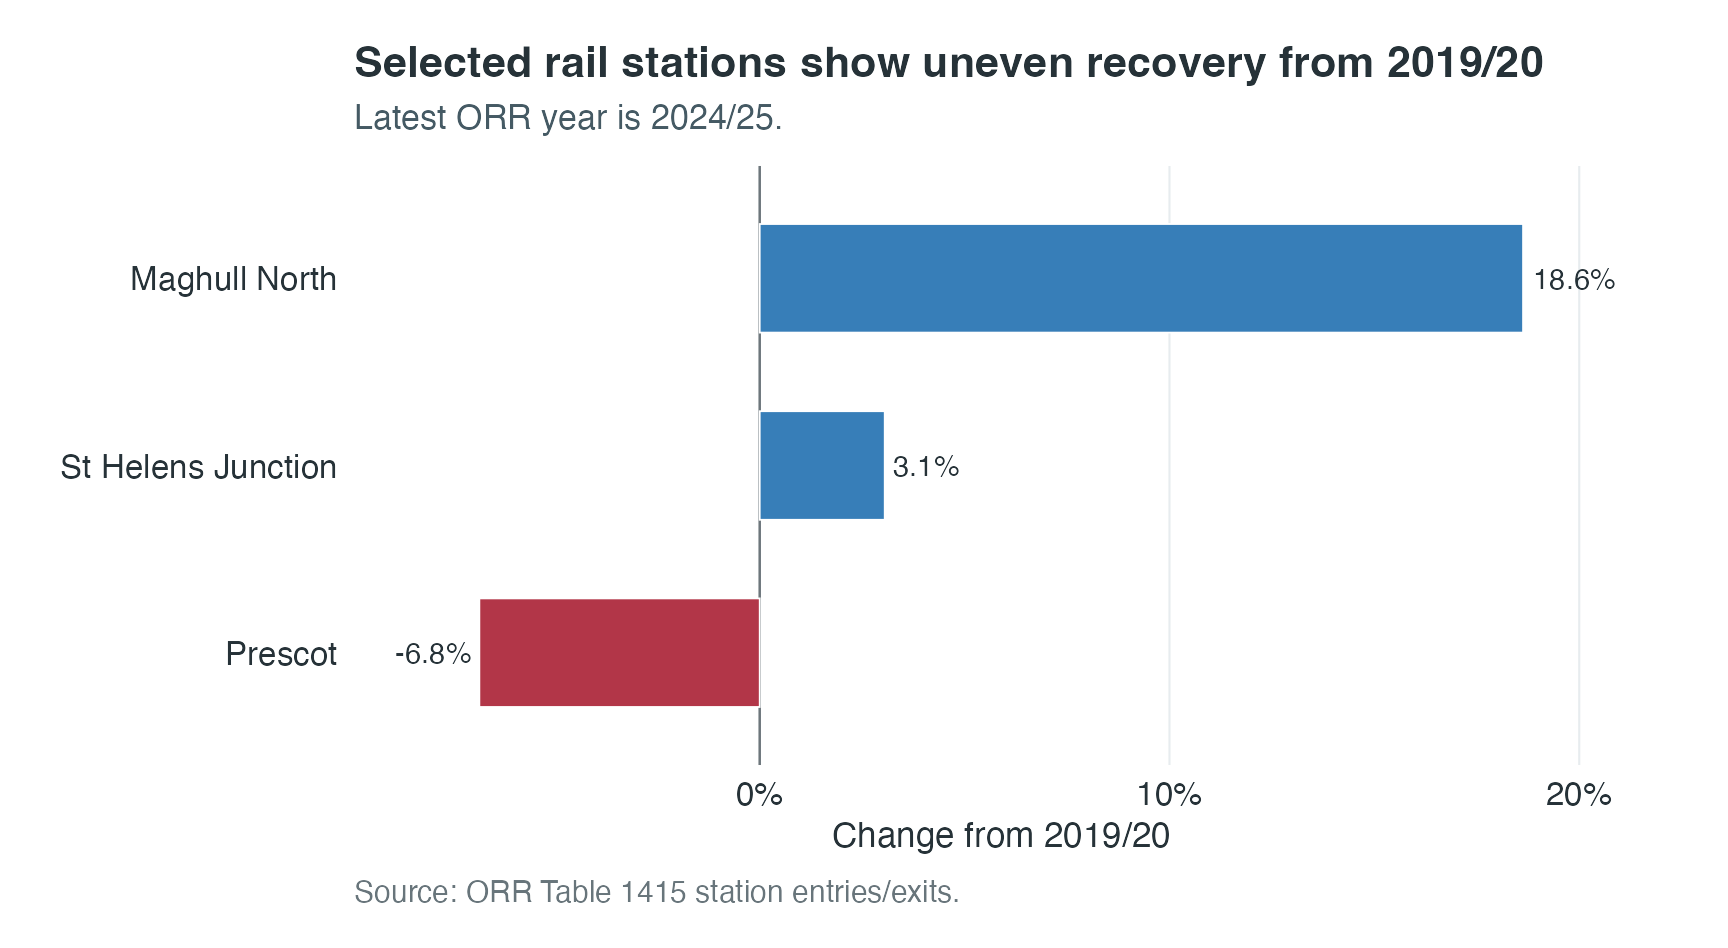 Selected rail stations show uneven recovery from 2019/20
Latest ORR year is 2024/25.
Maghull North
18.6%
St Helens Junction
3.1%
Prescot
-6.8%
0%
10%
20%
Change from 2019/20
Source: ORR Table 1415 station entries/exits.